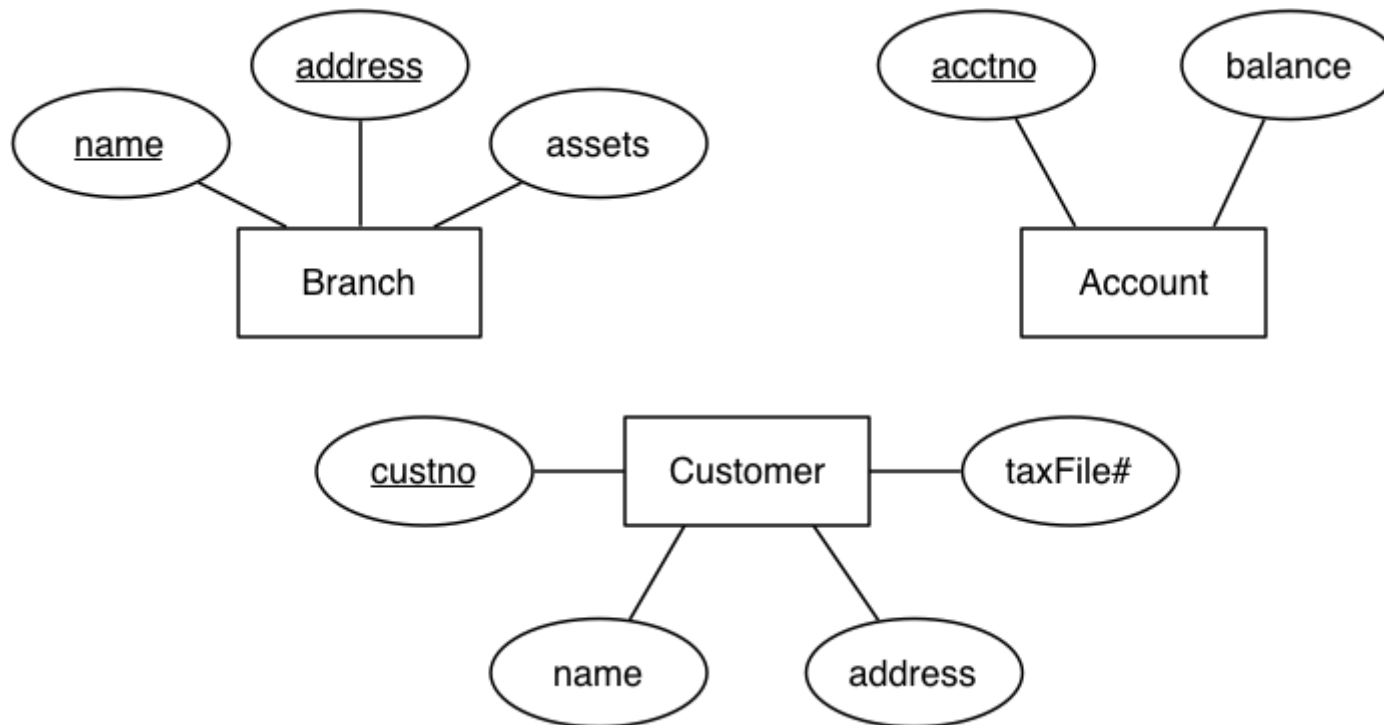 address
acctno
balance
name
assets
Branch
Account
custno
Customer
taxFile#
name
address